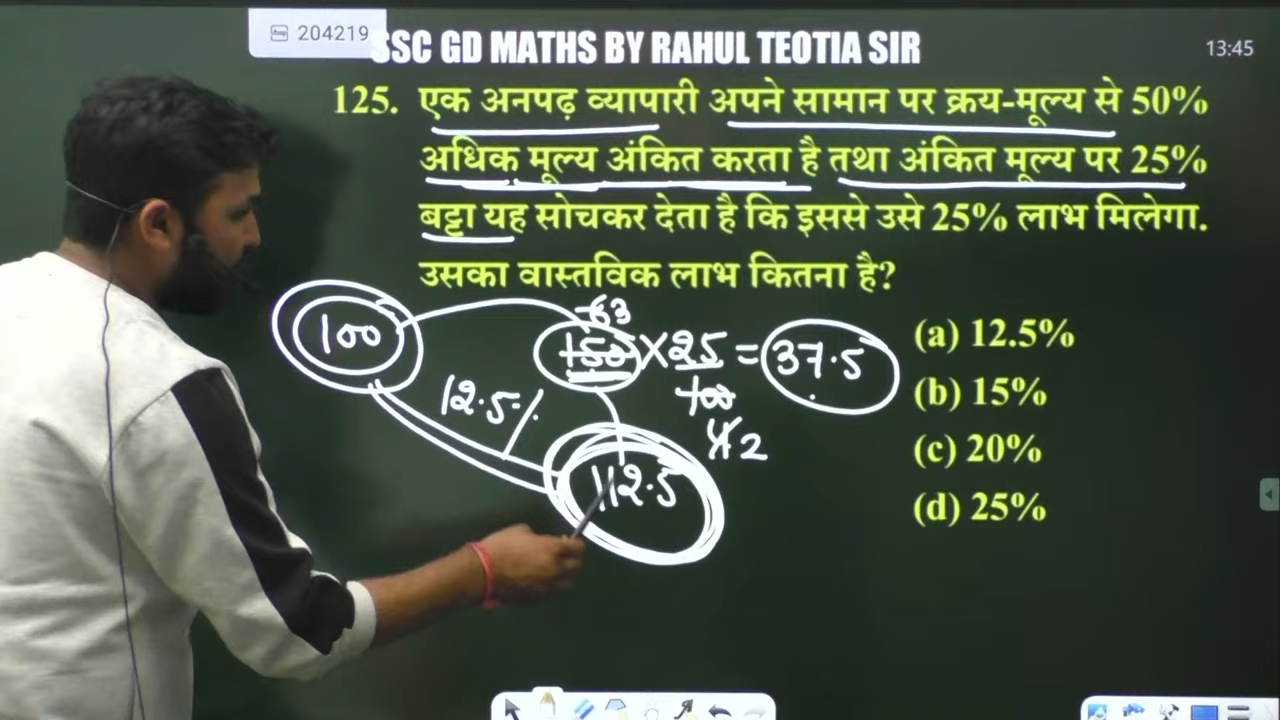 204219
SSC GD MATHS BY RAHUL TEOTIA SIR
13:45
125. एक अनपढ़ व्यापारी अपने सामान पर क्रय-मूल्य से 50%
अधिक मूल्य अंकित करता है तथा अंकित मूल्य पर 25%
बट्टा यह सोचकर देता है कि इससे उसे 25% लाभ मिलेगा.
उसका वास्तविक लाभ कितना है?
100
150 × 25 = 37.5
100
12.5%
2
112.5
(a) 12.5%
(b) 15%
(c) 20%
(d) 25%